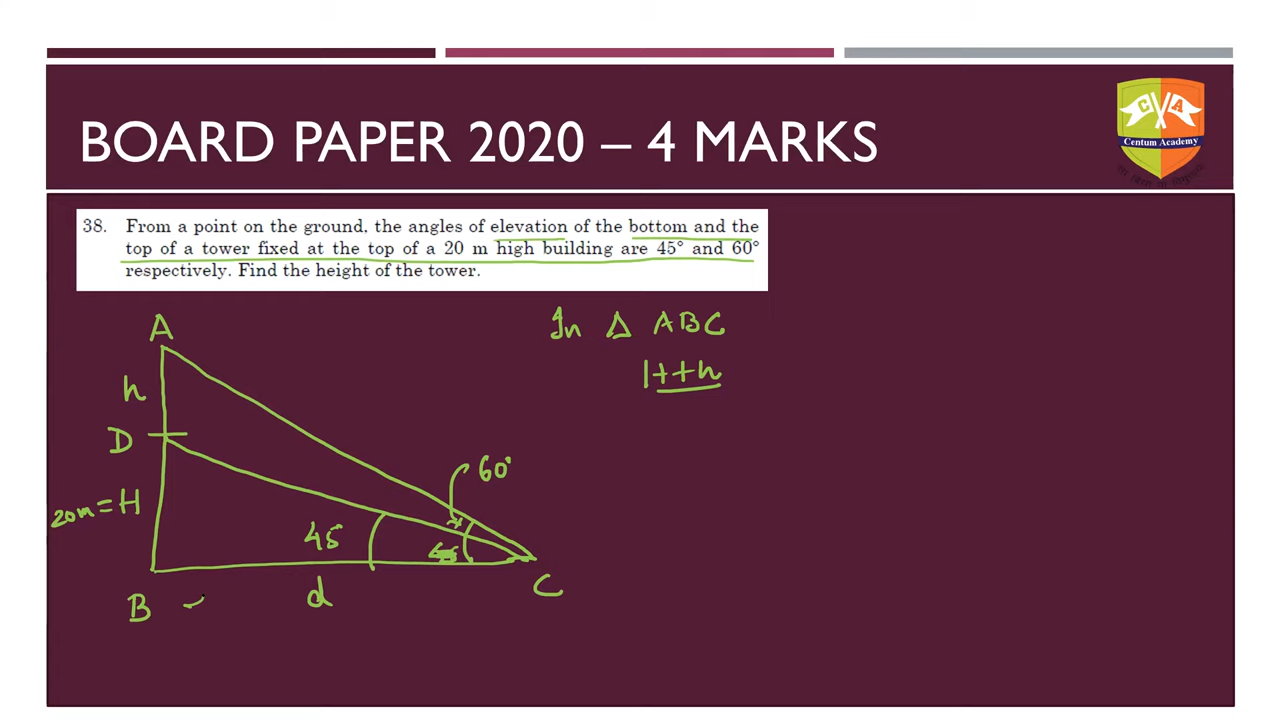 BOARD PAPER 2020 – 4 MARKS
C A
Centum Academy
38. From a point on the ground, the angles of elevation of the bottom and the
top of a tower fixed at the top of a 20 m high building are 45° and 60°
respectively. Find the height of the tower.
A
In Δ ABC
H+h
h
D
60°
20m = H
45
B
d
C